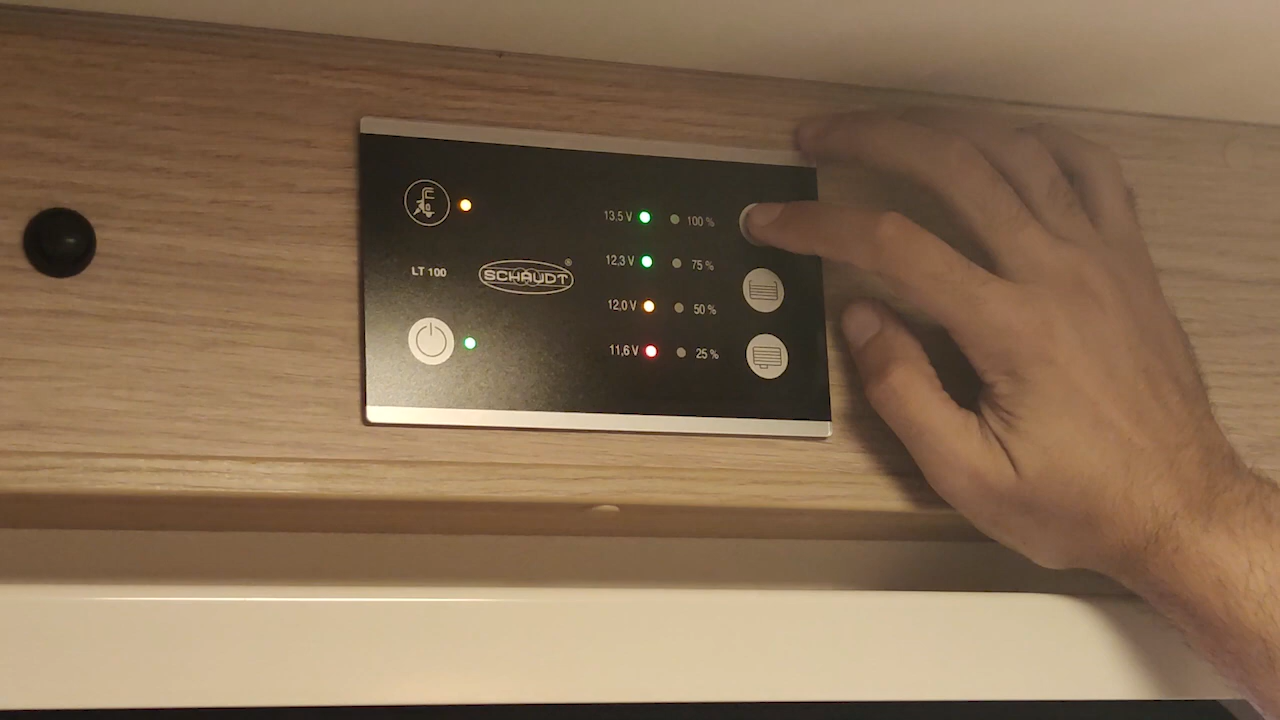 13,5 V 100 %
12,3 V 75 %
LT 100
SCHAUDT®
12,0 V 50 %
11,6 V 25 %